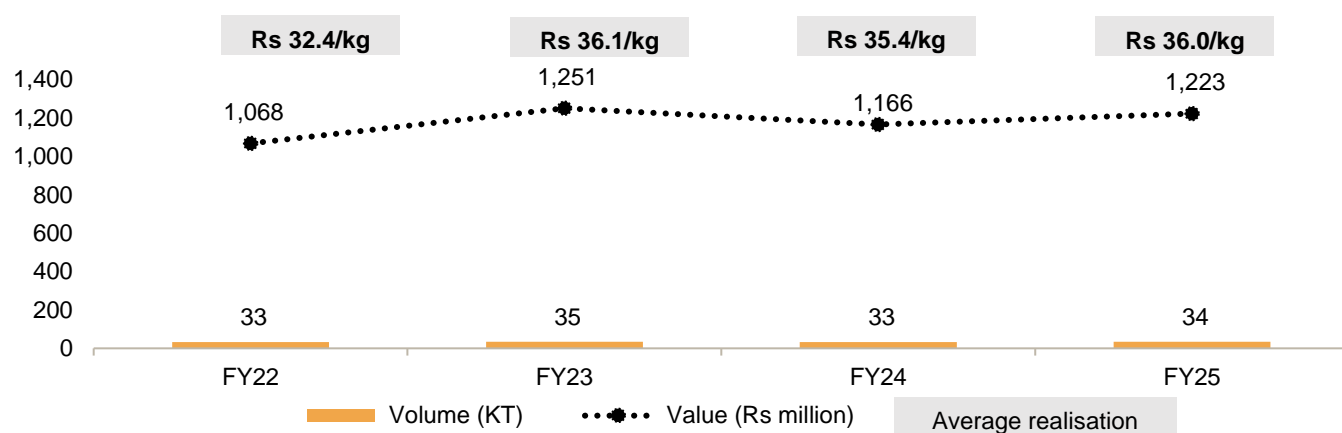 Rs 32.4/kg Rs 36.1/kg Rs 35.4/kg Rs 36.0/kg
1,400
1,200
1,000
800
600
400
200
0
1,068 1,251 1,166 1,223
33 35 33 34
FY22 FY23 FY24 FY25
Volume (KT) Value (Rs million) Average realisation